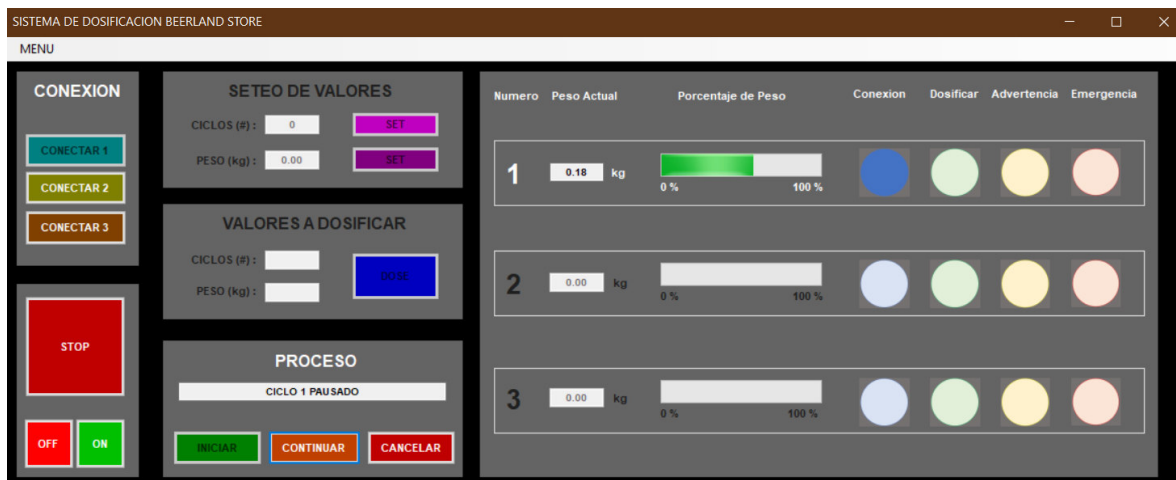 SISTEMA DE DOSIFICACION BEERLAND STORE
MENU
CONEXION
CONECTAR 1
CONECTAR 2
CONECTAR 3
STOP
OFF ON
SETEO DE VALORES
CICLOS (#) : 0 SET
PESO (kg) : 0.00 SET
VALORES A DOSIFICAR
CICLOS (#) :
PESO (kg) :
DOSE
PROCESO
CICLO 1 PAUSADO
INICIAR CONTINUAR CANCELAR
Numero Peso Actual Porcentaje de Peso Conexion Dosificar Advertencia Emergencia
1 0.18 kg
0 % 100 %
2 0.00 kg
0 % 100 %
3 0.00 kg
0 % 100 %